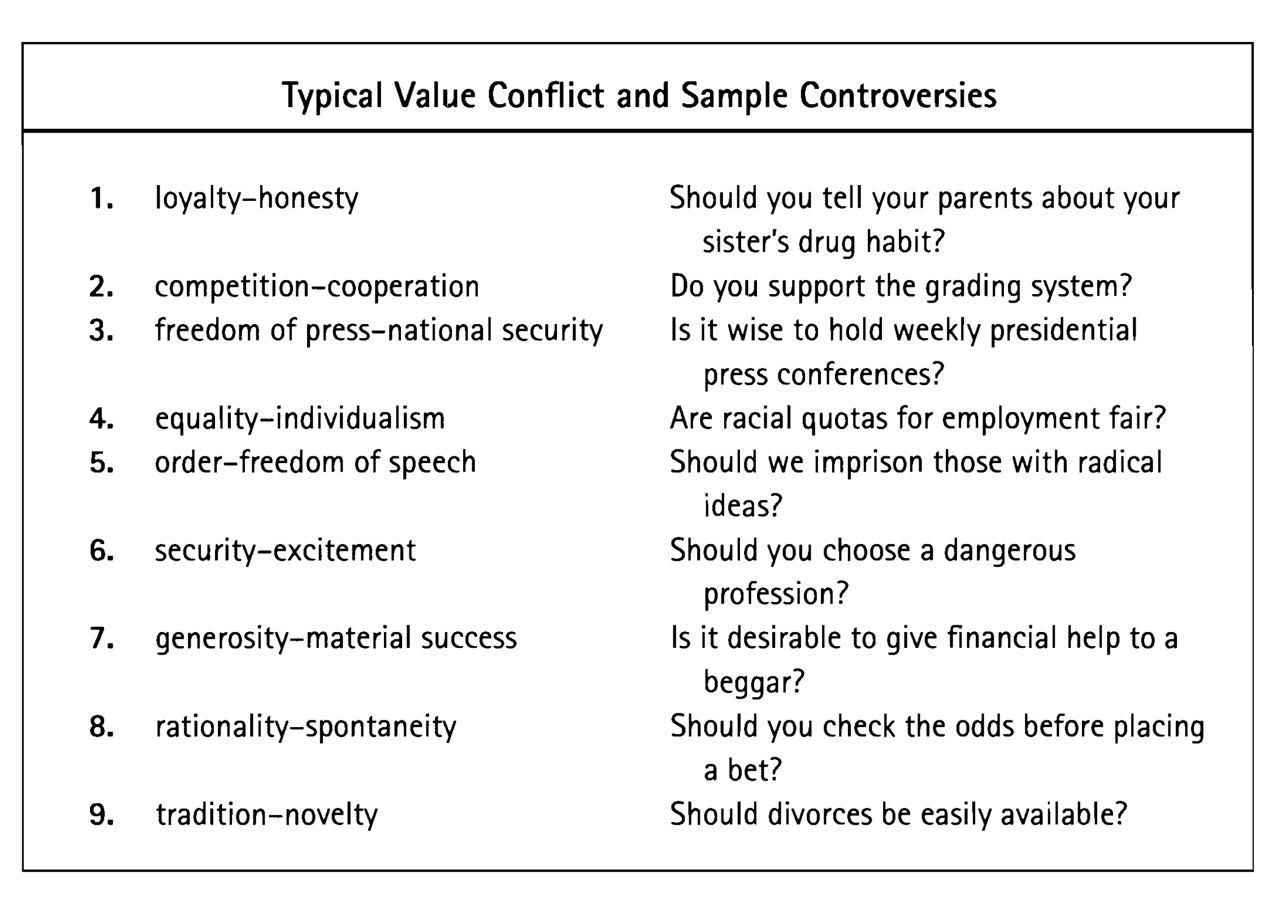 Typical Value Conflict and Sample Controversies
1. loyalty–honesty Should you tell your parents about your
sister's drug habit?
2. competition–cooperation Do you support the grading system?
3. freedom of press–national security Is it wise to hold weekly presidential
press conferences?
4. equality–individualism Are racial quotas for employment fair?
5. order–freedom of speech Should we imprison those with radical
ideas?
6. security–excitement Should you choose a dangerous
profession?
7. generosity–material success Is it desirable to give financial help to a
beggar?
8. rationality–spontaneity Should you check the odds before placing
a bet?
9. tradition–novelty Should divorces be easily available?